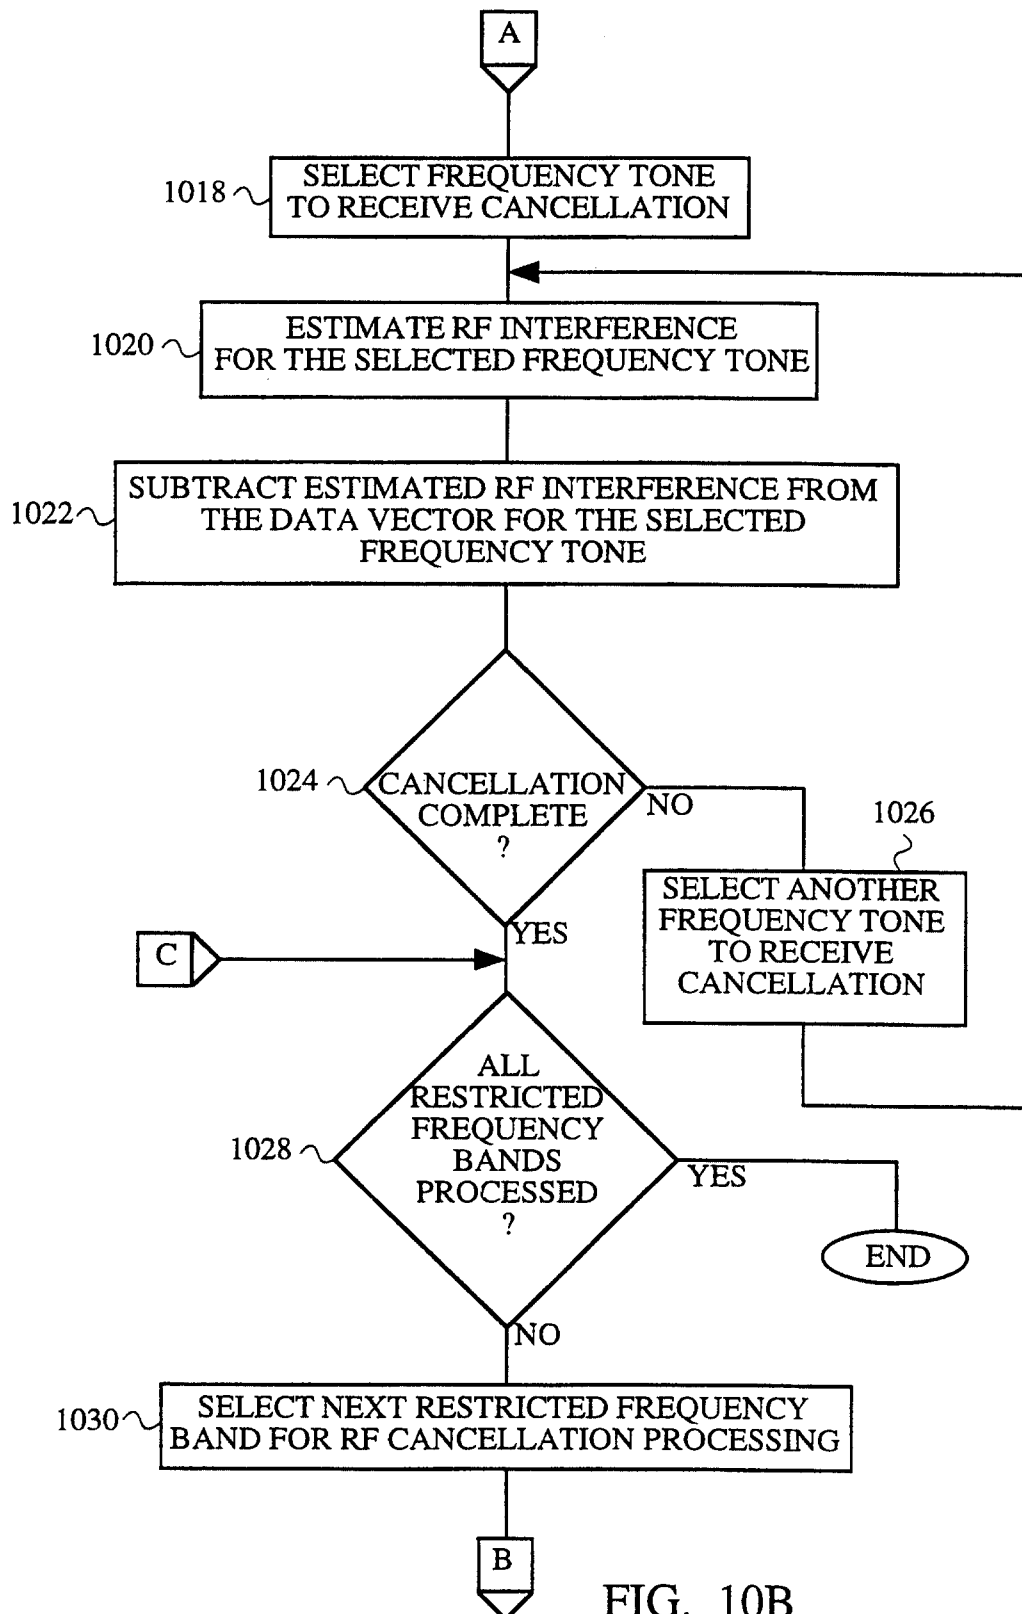 A
1018
SELECT FREQUENCY TONE
TO RECEIVE CANCELLATION
1020
ESTIMATE RF INTERFERENCE
FOR THE SELECTED FREQUENCY TONE
1022
SUBTRACT ESTIMATED RF INTERFERENCE FROM
THE DATA VECTOR FOR THE SELECTED
FREQUENCY TONE
1024
CANCELLATION
COMPLETE
?
NO
1026
SELECT ANOTHER
FREQUENCY TONE
TO RECEIVE
CANCELLATION
YES
C
1028
ALL
RESTRICTED
FREQUENCY
BANDS
PROCESSED
?
YES
END
NO
1030
SELECT NEXT RESTRICTED FREQUENCY
BAND FOR RF CANCELLATION PROCESSING
B
FIG. 10B